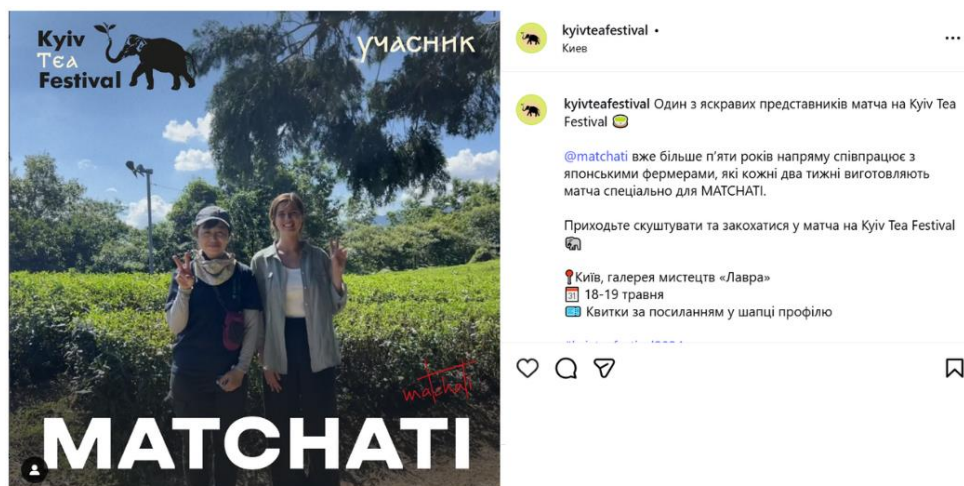 Kyiv
Tea
Festival
учасник
matchati
MATCHATI
kyivteafestival •
Киев
kyivteafestival Один з яскравих представників матча на Kyiv Tea
Festival 🍵
@matchati вже більше п'яти років напряму співпрацює з
японськими фермерами, які кожні два тижні виготовляють
матча спеціально для MATCHATI.
Приходьте скуштувати та закохатися у матча на Kyiv Tea Festival
🐘
📍Київ, галерея мистецтв «Лавра»
📅 18-19 травня
🎟 Квитки за посиланням у шапці профілю